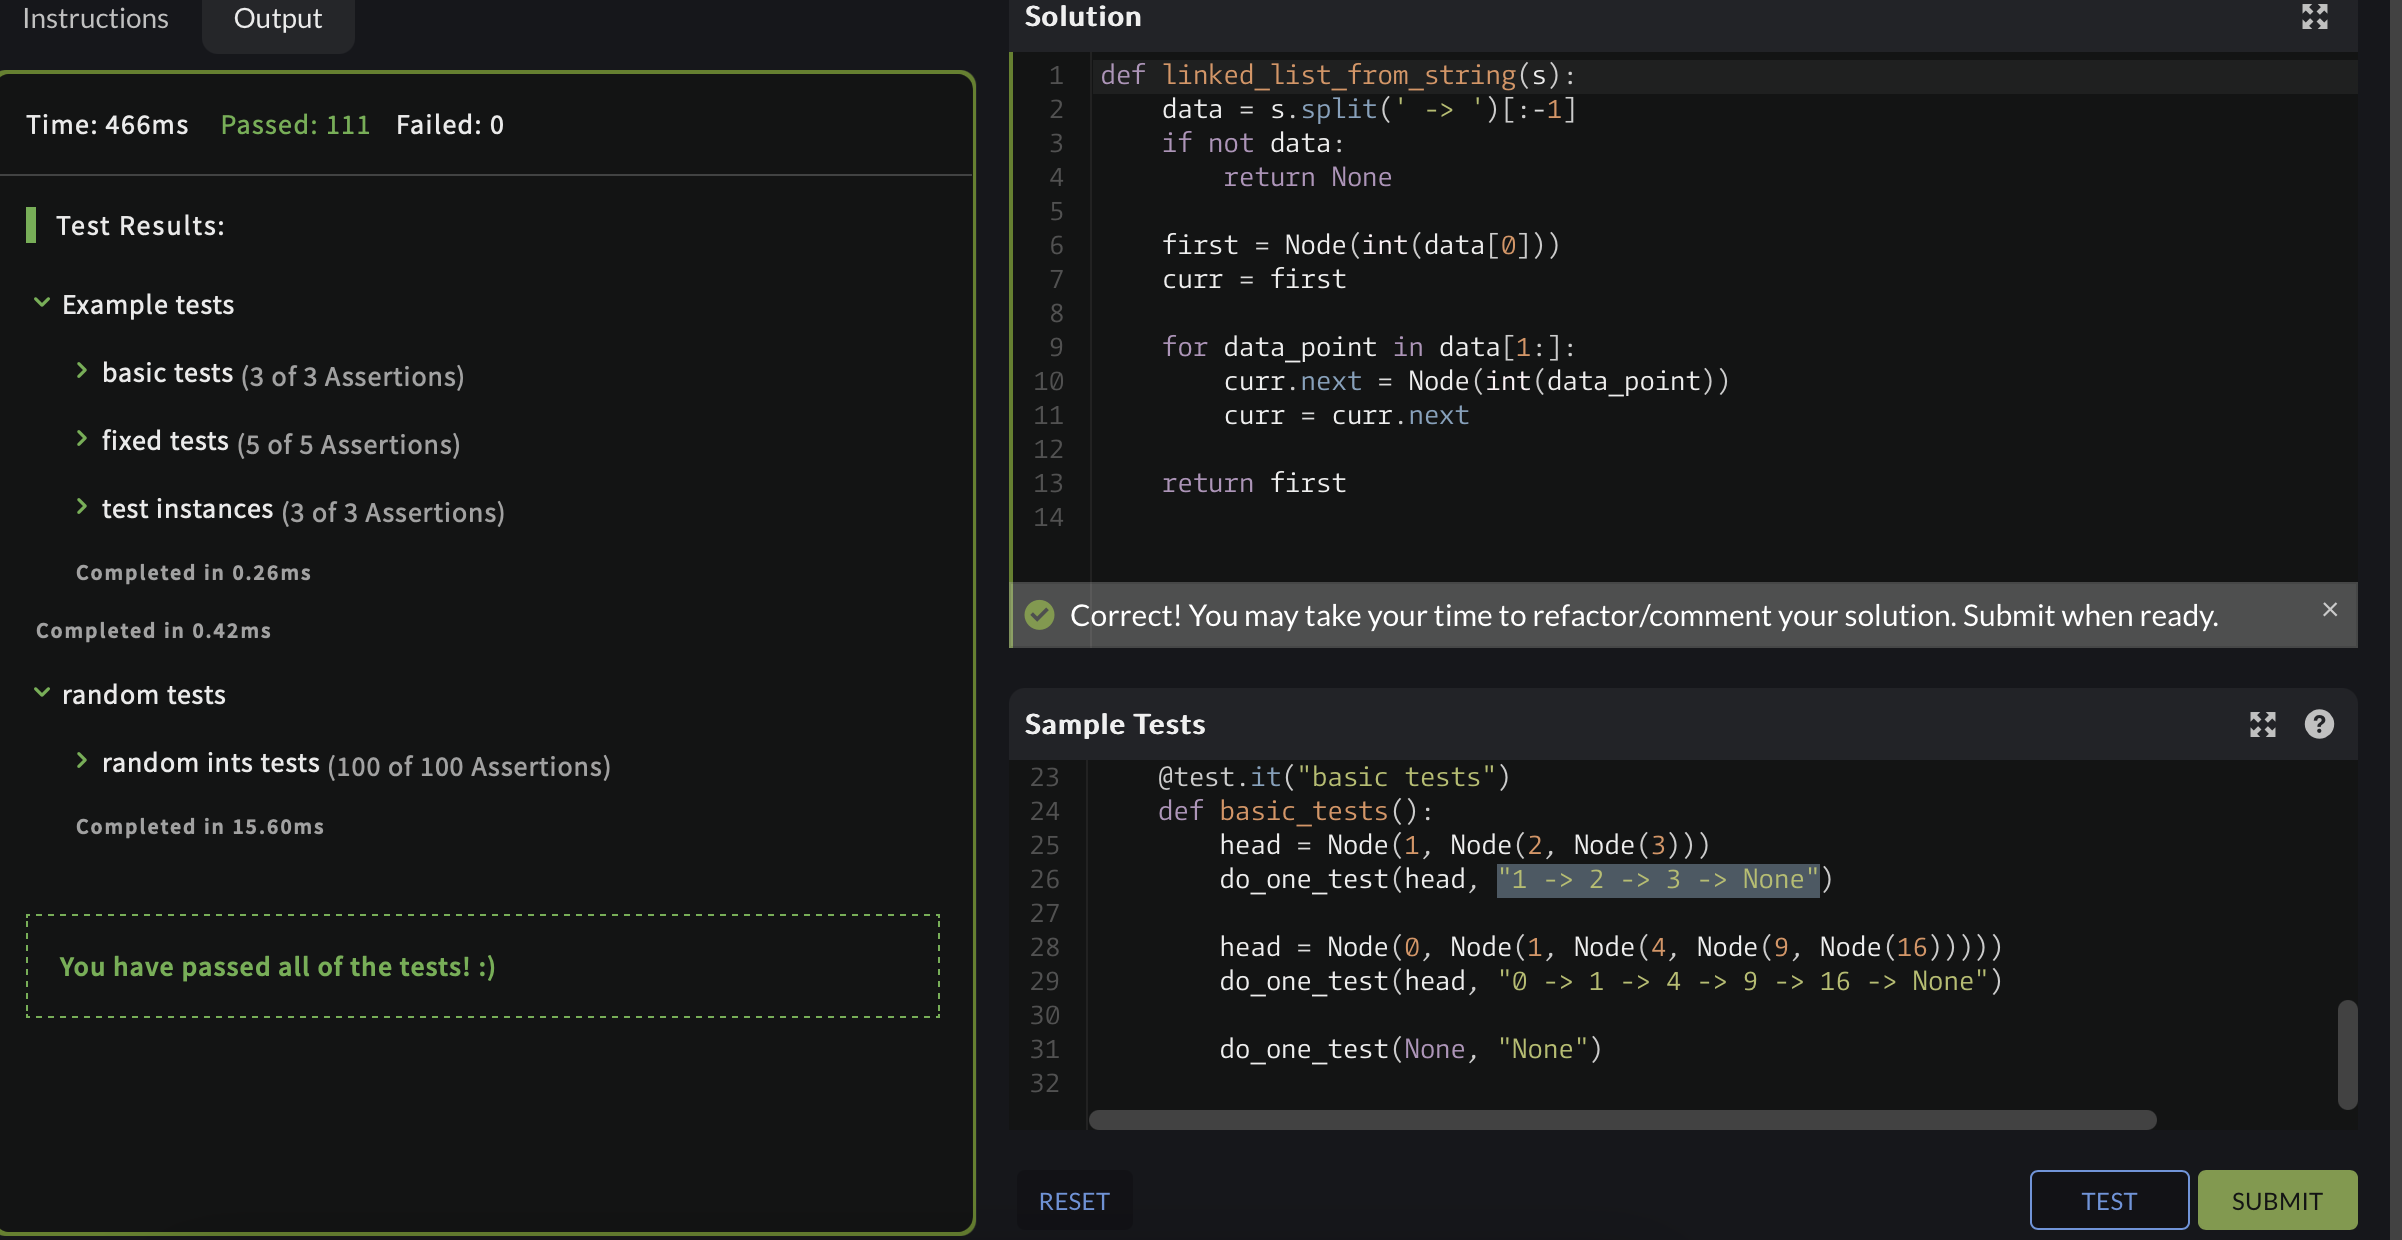 Instructions
Output
Time: 466ms Passed: 111 Failed: 0
Test Results:
Example tests
basic tests (3 of 3 Assertions)
fixed tests (5 of 5 Assertions)
test instances (3 of 3 Assertions)
Completed in 0.26ms
Completed in 0.42ms
random tests
random ints tests (100 of 100 Assertions)
Completed in 15.60ms
You have passed all of the tests! :)
Solution
1 def linked_list_from_string(s):
2     data = s.split(' -> ')[:-1]
3     if not data:
4         return None
5
6     first = Node(int(data[0]))
7     curr = first
8
9     for data_point in data[1:]:
10         curr.next = Node(int(data_point))
11         curr = curr.next
12
13     return first
14
Correct! You may take your time to refactor/comment your solution. Submit when ready.
×
Sample Tests
?
23     @test.it("basic tests")
24     def basic_tests():
25         head = Node(1, Node(2, Node(3)))
26         do_one_test(head, "1 -> 2 -> 3 -> None")
27
28         head = Node(0, Node(1, Node(4, Node(9, Node(16)))))
29         do_one_test(head, "0 -> 1 -> 4 -> 9 -> 16 -> None")
30
31         do_one_test(None, "None")
32
RESET
TEST
SUBMIT